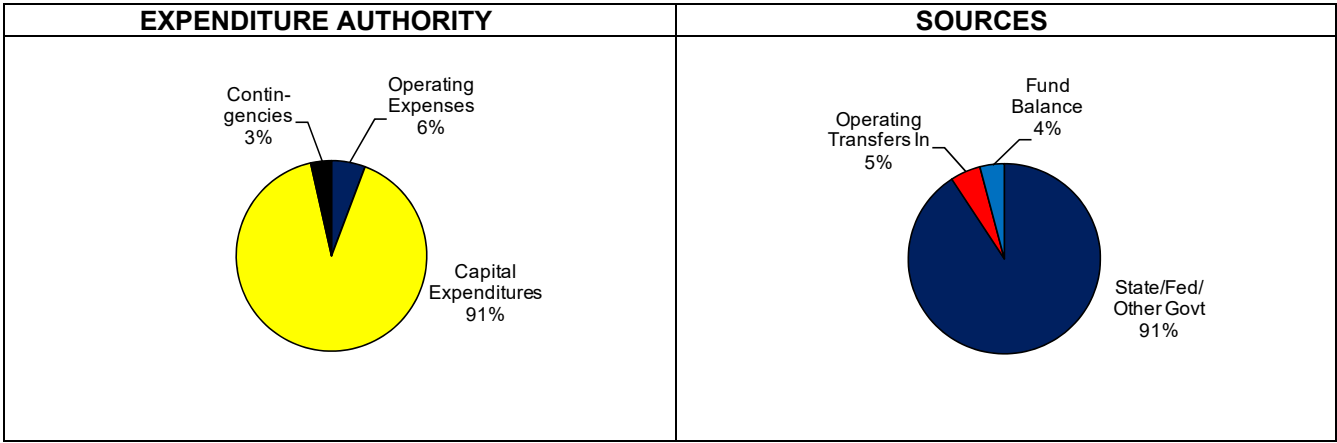 EXPENDITURE AUTHORITY
Contin-
gencies
3%
Operating
Expenses
6%
Capital
Expenditures
91%
SOURCES
Operating
Transfers In
5%
Fund
Balance
4%
State/Fed/
Other Govt
91%